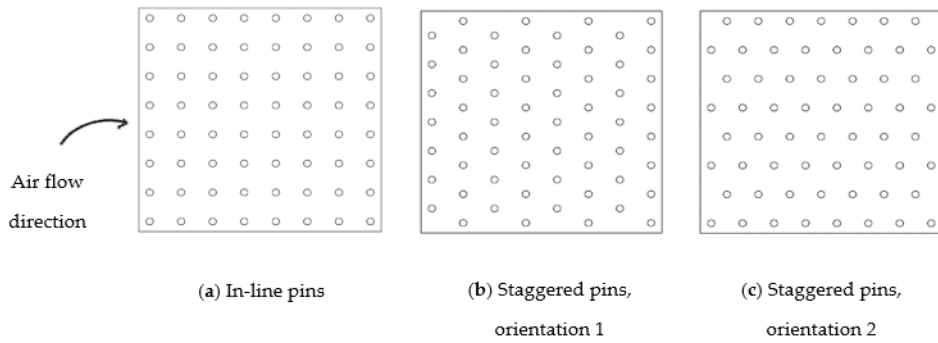 Air flow
direction
(a) In-line pins
(b) Staggered pins,
orientation 1
(c) Staggered pins,
orientation 2